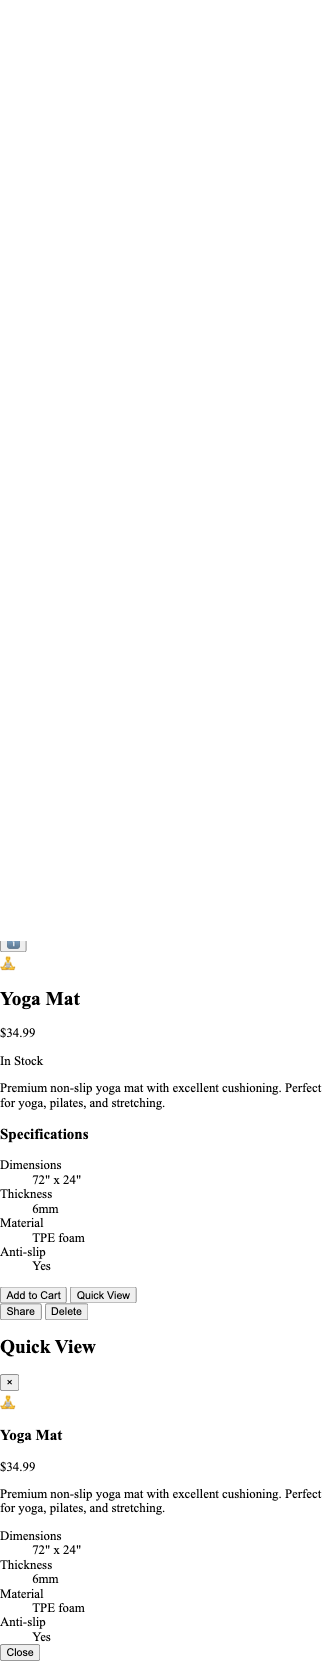 Yoga Mat
$34.99
In Stock
Premium non-slip yoga mat with excellent cushioning. Perfect
for yoga, pilates, and stretching.
Specifications
Dimensions
72" x 24"
Thickness
6mm
Material
TPE foam
Anti-slip
Yes
Add to Cart Quick View
Share Delete
Quick View
×
Yoga Mat
$34.99
Premium non-slip yoga mat with excellent cushioning. Perfect
for yoga, pilates, and stretching.
Dimensions
72" x 24"
Thickness
6mm
Material
TPE foam
Anti-slip
Yes
Close